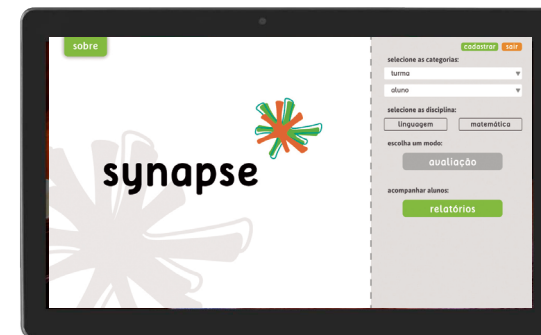 sobre
synapse
cadastrar sair
selecione as categorias:
turma
aluno
selecione as disciplina:
linguagem matemática
escolha um modo:
avaliação
acompanhar alunos:
relatórios